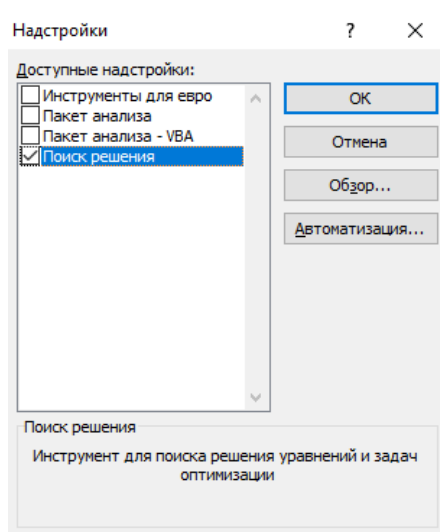 Надстройки ? ×
Доступные надстройки:
Инструменты для евро
Пакет анализа
Пакет анализа - VBA
Поиск решения
ОК
Отмена
Обзор...
Автоматизация...
Поиск решения
Инструмент для поиска решения уравнений и задач
оптимизации